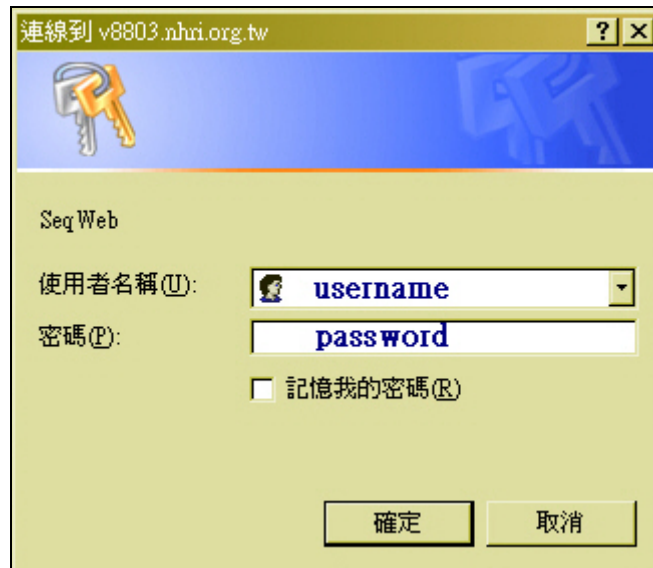 連線到 v8803.nhri.org.tw
SeqWeb
使用者名稱(U): username
密碼(P): password
記憶我的密碼(R)
確定 取消